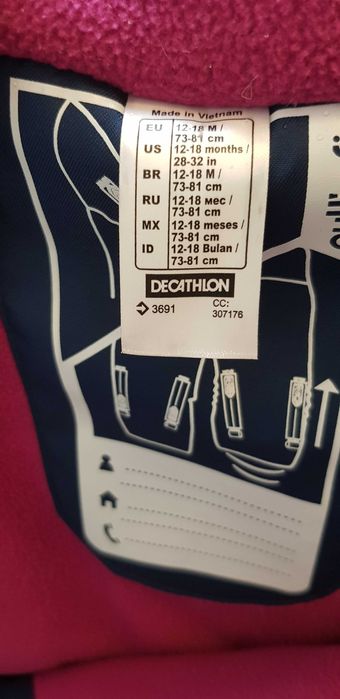 Made in Vietnam
EU 12-18 M /
73-81 cm
US 12-18 months /
28-32 in
BR 12-18 M /
73-81 cm
RU 12-18 мес /
73-81 cm
MX 12-18 meses /
73-81 cm
ID 12-18 Bulan /
73-81 cm
DECATHLON
3691 CC:
307176